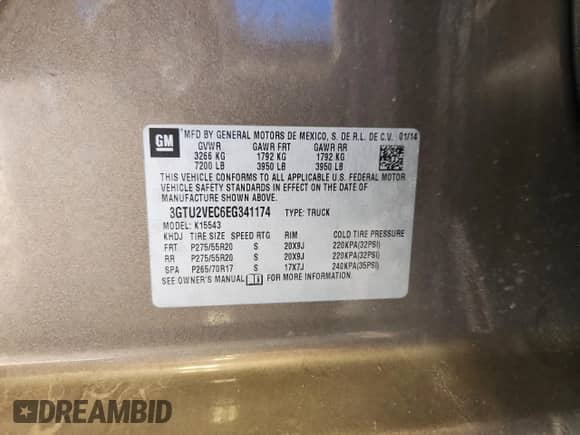 GM
MFD BY GENERAL MOTORS DE MEXICO, S. DE R.L. DE C.V. 01/14
GVWR GAWR FRT GAWR RR
3266 KG 1792 KG 1792 KG
7200 LB 3950 LB 3950 LB
THIS VEHICLE CONFORMS TO ALL APPLICABLE U.S. FEDERAL MOTOR
VEHICLE SAFETY STANDARDS IN EFFECT ON THE DATE OF
MANUFACTURE SHOWN ABOVE.
3GTU2VEC6EG341174 TYPE: TRUCK
MODEL: K15543
KHDJ TIRE SIZE SPEED RTG RIM COLD TIRE PRESSURE
FRT P275/55R20 S 20X9J 220KPA(32PSI)
RR P275/55R20 S 20X9J 220KPA(32PSI)
SPA P265/70R17 S 17X7J 240KPA(35PSI)
SEE OWNER'S MANUAL FOR MORE INFORMATION.
DREAMBID